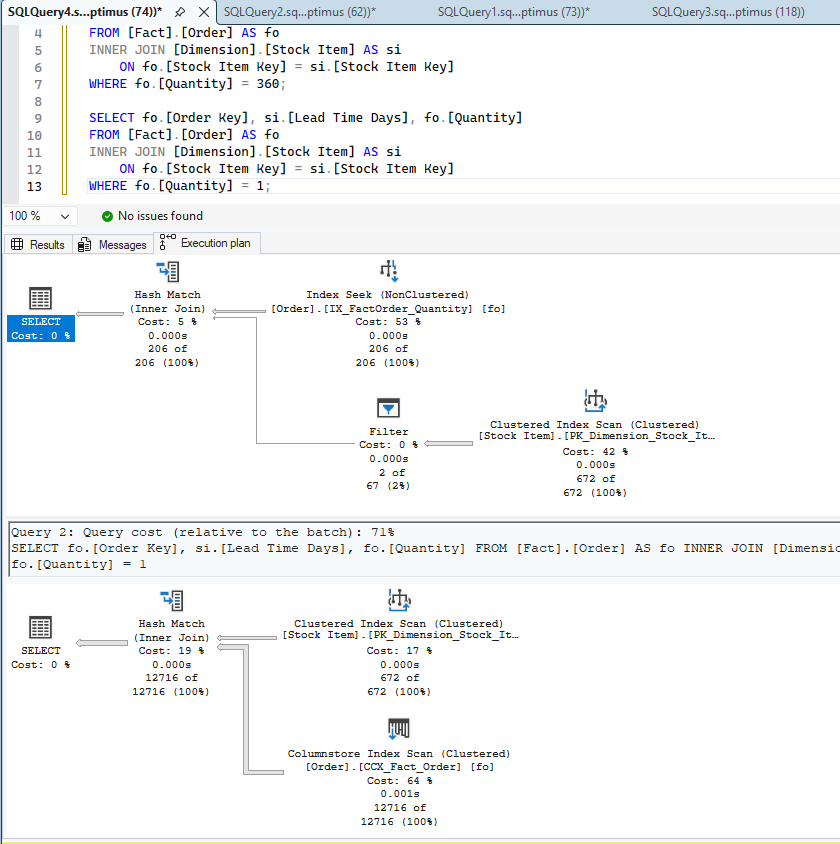 SQLQuery4.s...ptimus (74))*
SQLQuery2.sq...ptimus (62))*
SQLQuery1.sq...ptimus (73))*
SQLQuery3.sq...ptimus (118))
4 FROM [Fact].[Order] AS fo
5 INNER JOIN [Dimension].[Stock Item] AS si
6 ON fo.[Stock Item Key] = si.[Stock Item Key]
7 WHERE fo.[Quantity] = 360;
8
9 SELECT fo.[Order Key], si.[Lead Time Days], fo.[Quantity]
10 FROM [Fact].[Order] AS fo
11 INNER JOIN [Dimension].[Stock Item] AS si
12 ON fo.[Stock Item Key] = si.[Stock Item Key]
13 WHERE fo.[Quantity] = 1;
100 %
No issues found
Results
Messages
Execution plan
SELECT
Cost: 0 %
Hash Match
(Inner Join)
Cost: 5 %
0.000s
206 of
206 (100%)
Index Seek (NonClustered)
[Order].[IX_FactOrder_Quantity] [fo]
Cost: 53 %
0.000s
206 of
206 (100%)
Filter
Cost: 0 %
0.000s
2 of
67 (2%)
Clustered Index Scan (Clustered)
[Stock Item].[PK_Dimension_Stock_It...
Cost: 42 %
0.000s
672 of
672 (100%)
Query 2: Query cost (relative to the batch): 71%
SELECT fo.[Order Key], si.[Lead Time Days], fo.[Quantity] FROM [Fact].[Order] AS fo INNER JOIN [Dimensio
fo.[Quantity] = 1
SELECT
Cost: 0 %
Hash Match
(Inner Join)
Cost: 19 %
0.000s
12716 of
12716 (100%)
Clustered Index Scan (Clustered)
[Stock Item].[PK_Dimension_Stock_It...
Cost: 17 %
0.000s
672 of
672 (100%)
Columnstore Index Scan (Clustered)
[Order].[CCX_Fact_Order] [fo]
Cost: 64 %
0.001s
12716 of
12716 (100%)